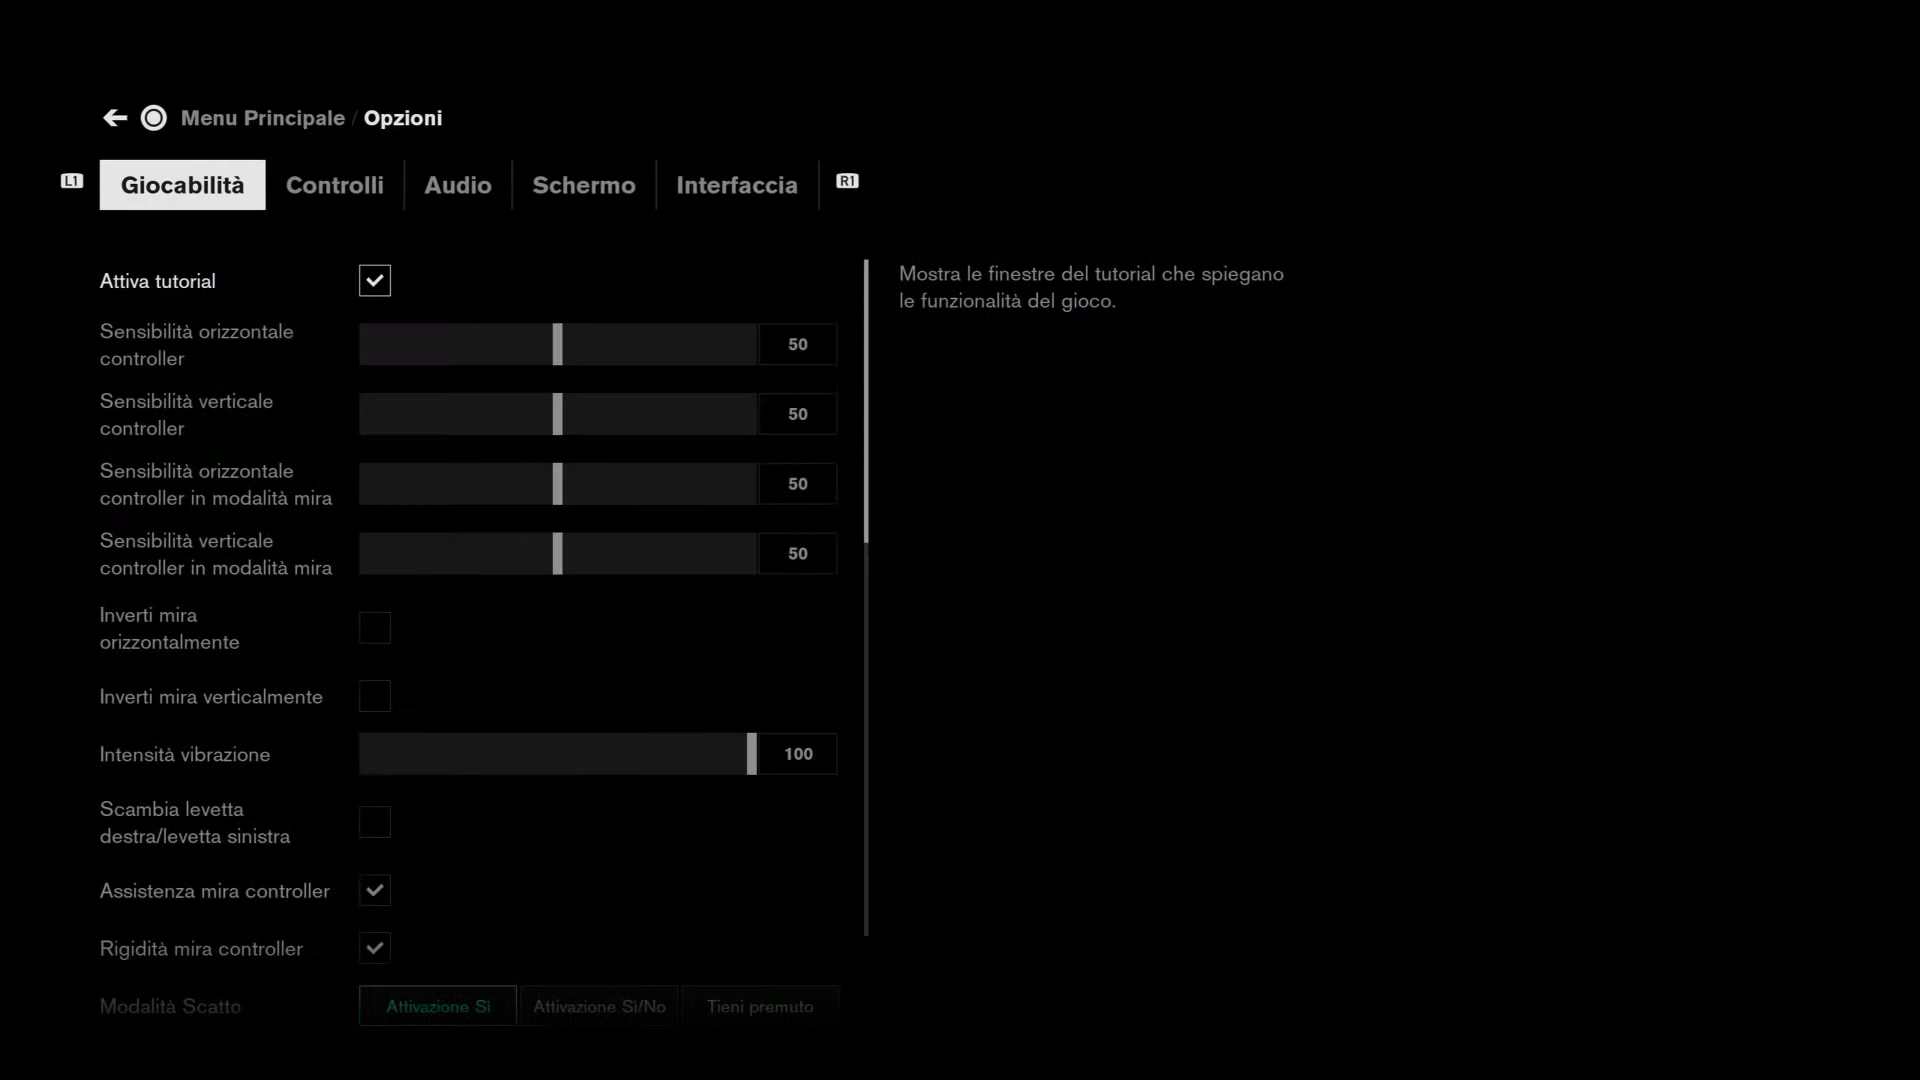 Menu Principale / Opzioni
L1 Giocabilità Controlli Audio Schermo Interfaccia R1
Attiva tutorial
Mostra le finestre del tutorial che spiegano
le funzionalità del gioco.
Sensibilità orizzontale
controller
50
Sensibilità verticale
controller
50
Sensibilità orizzontale
controller in modalità mira
50
Sensibilità verticale
controller in modalità mira
50
Inverti mira
orizzontalmente
Inverti mira verticalmente
Intensità vibrazione
100
Scambia levetta
destra/levetta sinistra
Assistenza mira controller
Rigidità mira controller
Modalità Scatto
Attivazione Sì
Attivazione Sì/No
Tieni premuto